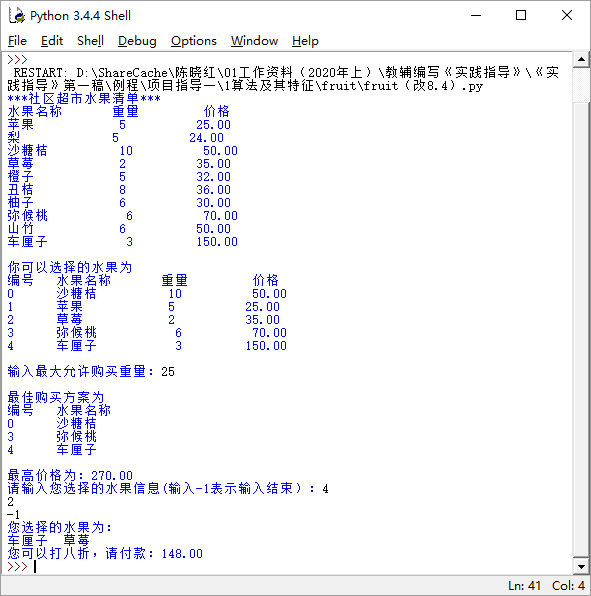 Python 3.4.4 Shell
File Edit Shell Debug Options Window Help
>>>
RESTART: D:\ShareCache\陈晓红\01工作资料（2020年上）\教辅编写《实践指导》\《实
践指导》第一稿\例程\项目指导一\1算法及其特征\fruit\fruit（改8.4）.py
***社区超市水果清单***
水果名称 重量 价格
苹果 5 25.00
梨 5 24.00
沙糖桔 10 50.00
草莓 2 35.00
橙子 5 32.00
丑桔 8 36.00
柚子 6 30.00
弥候桃 6 70.00
山竹 6 50.00
车厘子 3 150.00
你可以选择的水果为
编号 水果名称 重量 价格
0 沙糖桔 10 50.00
1 苹果 5 25.00
2 草莓 2 35.00
3 弥候桃 6 70.00
4 车厘子 3 150.00
输入最大允许购买重量：25
最佳购买方案为
编号 水果名称
0 沙糖桔
3 弥候桃
4 车厘子
最高价格为：270.00
请输入您选择的水果信息(输入-1表示输入结束）：4
2
-1
您选择的水果为：
车厘子 草莓
您可以打八折，请付款：148.00
>>>
Ln: 41 Col: 4